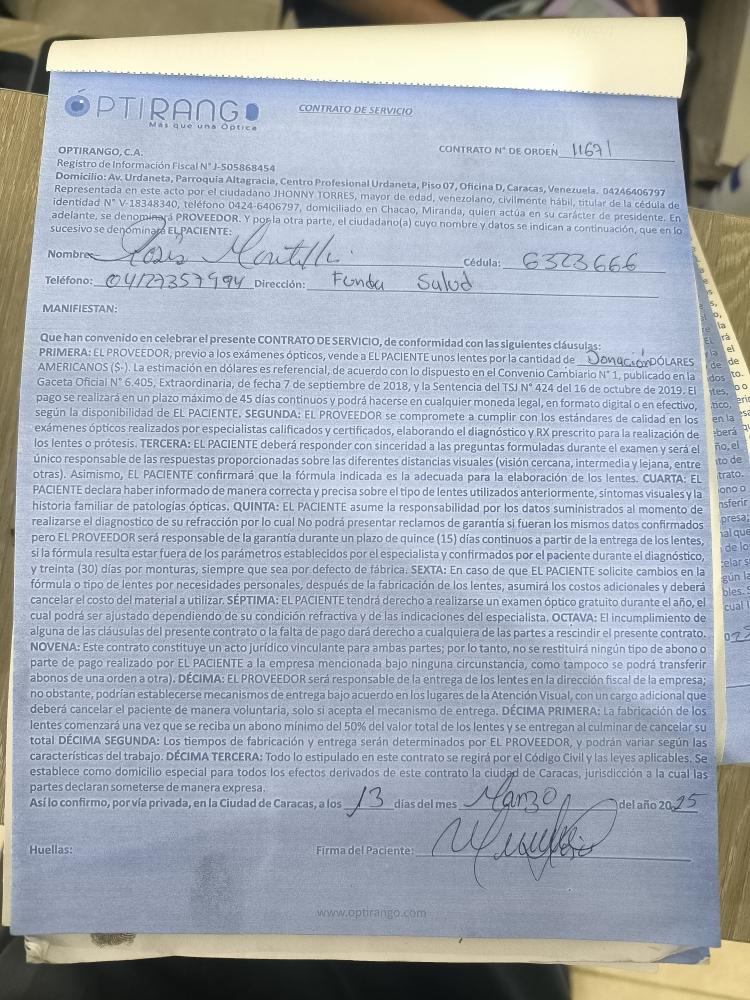 ÓPTIRANGO
Más que una Óptica
CONTRATO DE SERVICIO
CONTRATO N° DE ORDEN 11671
OPTIRANGO, C.A.
Registro de Información Fiscal N° J-505868454
Domicilio: Av. Urdaneta, Parroquia Altagracia, Centro Profesional Urdaneta, Piso 07, Oficina D, Caracas, Venezuela. 04246406797
Representada en este acto por el ciudadano JHONNY TORRES, mayor de edad, venezolano, civilmente hábil, titular de la cédula de
identidad N° V-18348340, teléfono 0424-6406797, domiciliado en Chacao, Miranda, quien actúa en su carácter de presidente. En
adelante, se denominará PROVEEDOR. Y por la otra parte, el ciudadano(a) cuyo nombre y datos se indican a continuación, que en lo
sucesivo se denominará EL PACIENTE:
Nombre: Montilla Cédula: 6323666
Teléfono: 04127357994 Dirección: Funda Salud
MANIFIESTAN:
Que han convenido en celebrar el presente CONTRATO DE SERVICIO, de conformidad con las siguientes cláusulas:
PRIMERA: EL PROVEEDOR, previo a los exámenes ópticos, vende a EL PACIENTE unos lentes por la cantidad de Donación DÓLARES
AMERICANOS (S-). La estimación en dólares es referencial, de acuerdo con lo dispuesto en el Convenio Cambiario N° 1, publicado en la
Gaceta Oficial N° 6.405, Extraordinaria, de fecha 7 de septiembre de 2018, y la Sentencia del TSJ N° 424 del 16 de octubre de 2019. El
pago se realizará en un plazo máximo de 45 días continuos y podrá hacerse en cualquier moneda legal, en formato digital o en efectivo,
según la disponibilidad de EL PACIENTE. SEGUNDA: EL PROVEEDOR se compromete a cumplir con los estándares de calidad en los
exámenes ópticos realizados por especialistas calificados y certificados, elaborando el diagnóstico y RX prescrito para la realización de
los lentes o prótesis. TERCERA: EL PACIENTE deberá responder con sinceridad a las preguntas formuladas durante el examen y será el
único responsable de las respuestas proporcionadas sobre las diferentes distancias visuales (visión cercana, intermedia y lejana, entre
otras). Asimismo, EL PACIENTE confirmará que la fórmula indicada es la adecuada para la elaboración de los lentes. CUARTA: EL
PACIENTE declara haber informado de manera correcta y precisa sobre el tipo de lentes utilizados anteriormente, síntomas visuales y la
historia familiar de patologías ópticas. QUINTA: EL PACIENTE asume la responsabilidad por los datos suministrados al momento de
realizarse el diagnostico de su refracción por lo cual No podrá presentar reclamos de garantía si fueran los mismos datos confirmados
pero EL PROVEEDOR será responsable de la garantía durante un plazo de quince (15) días continuos a partir de la entrega de los lentes,
si la fórmula resulta estar fuera de los parámetros establecidos por el especialista y confirmados por el paciente durante el diagnóstico,
y treinta (30) días por monturas, siempre que sea por defecto de fábrica. SEXTA: En caso de que EL PACIENTE solicite cambios en la
fórmula o tipo de lentes por necesidades personales, después de la fabricación de los lentes, asumirá los costos adicionales y deberá
cancelar el costo del material a utilizar. SÉPTIMA: EL PACIENTE tendrá derecho a realizarse un examen óptico gratuito durante el año, el
cual podrá ser ajustado dependiendo de su condición refractiva y de las indicaciones del especialista. OCTAVA: El incumplimiento de
alguna de las cláusulas del presente contrato o la falta de pago dará derecho a cualquiera de las partes a rescindir el presente contrato.
NOVENA: Este contrato constituye un acto jurídico vinculante para ambas partes; por lo tanto, no se restituirá ningún tipo de abono o
parte de pago realizado por EL PACIENTE a la empresa mencionada bajo ninguna circunstancia, como tampoco se podrá transferir
abonos de una orden a otra). DÉCIMA: EL PROVEEDOR será responsable de la entrega de los lentes en la dirección fiscal de la empresa;
no obstante, podrían establecerse mecanismos de entrega bajo acuerdo en los lugares de la Atención Visual, con un cargo adicional que
deberá cancelar el paciente de manera voluntaria, solo si acepta el mecanismo de entrega. DÉCIMA PRIMERA: La fabricación de los
lentes comenzará una vez que se reciba un abono mínimo del 50% del valor total de los lentes y se entregan al culminar de cancelar su
total DÉCIMA SEGUNDA: Los tiempos de fabricación y entrega serán determinados por EL PROVEEDOR, y podrán variar según las
características del trabajo. DÉCIMA TERCERA: Todo lo estipulado en este contrato se regirá por el Código Civil y las leyes aplicables. Se
establece como domicilio especial para todos los efectos derivados de este contrato la ciudad de Caracas, jurisdicción a la cual las
partes declaran someterse de manera expresa.
Así lo confirmo, por vía privada, en la Ciudad de Caracas, a los 13 días del mes Marzo del año 2025
Huellas: Firma del Paciente:
www.optirango.com